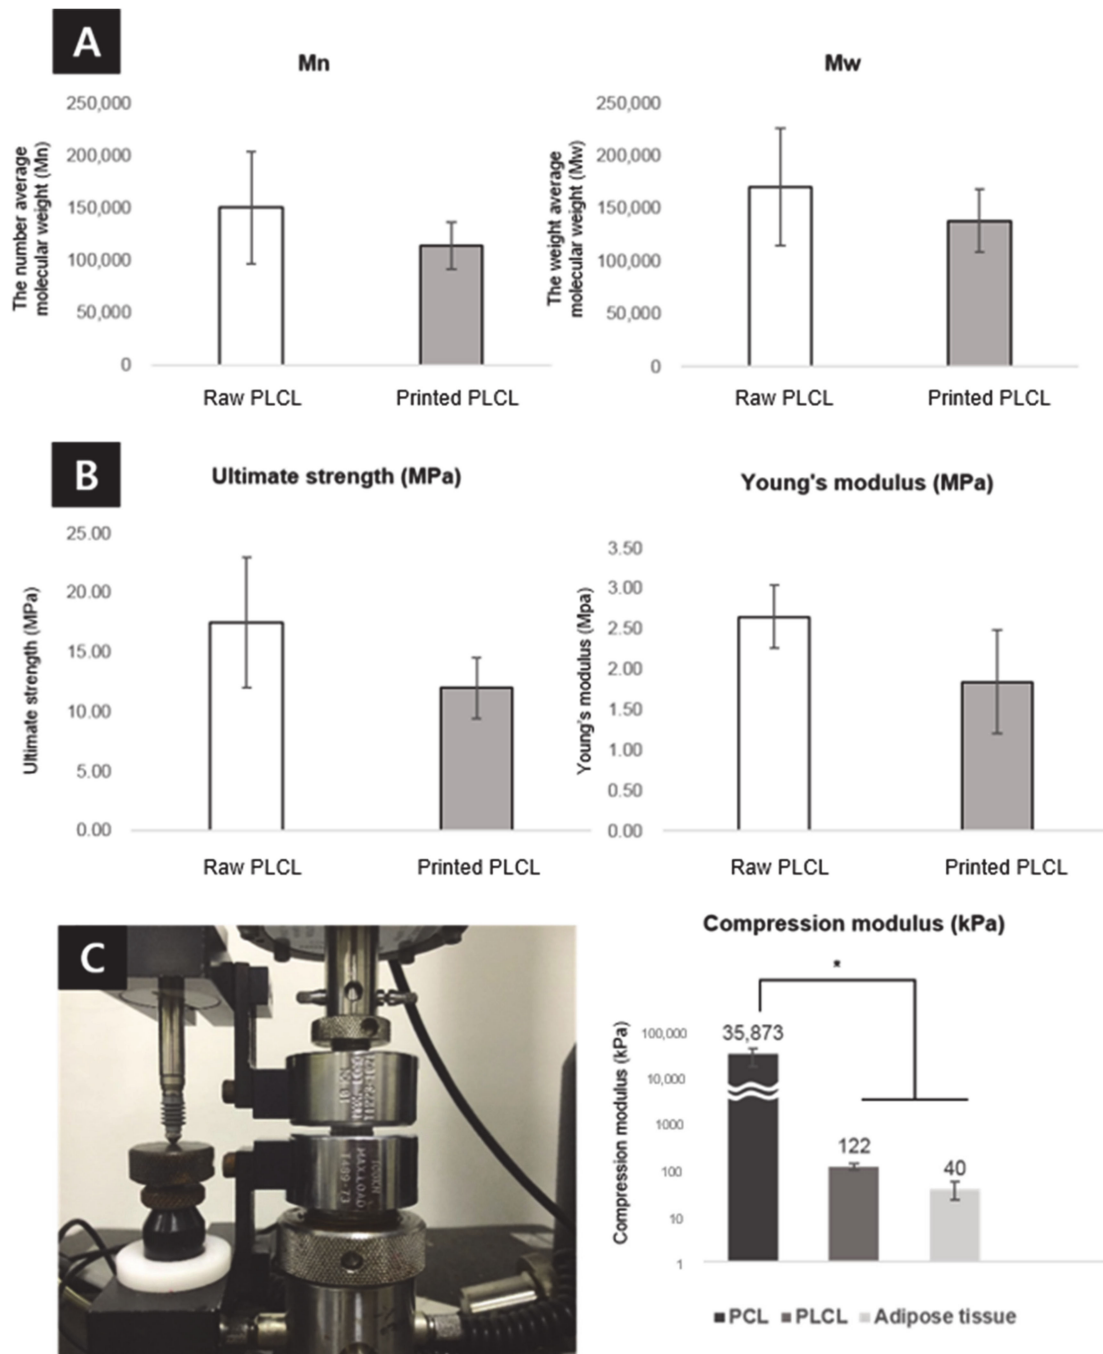 A
Mn
Mw
The number average
molecular weight (Mn)
250,000
200,000
150,000
100,000
50,000
0
Raw PLCL
Printed PLCL
The weight average
molecular weight (Mw)
250,000
200,000
150,000
100,000
50,000
0
Raw PLCL
Printed PLCL
B
Ultimate strength (MPa)
Young's modulus (MPa)
Ultimate strength (MPa)
25.00
20.00
15.00
10.00
5.00
0.00
Raw PLCL
Printed PLCL
Young's modulus (Mpa)
3.50
3.00
2.50
2.00
1.50
1.00
0.50
0.00
Raw PLCL
Printed PLCL
C
MAX.LOAD
Compression modulus (kPa)
*
Compression modulus (kPa)
100,000
10,000
1000
100
10
1
35,873
122
40
PCL PLCL Adipose tissue